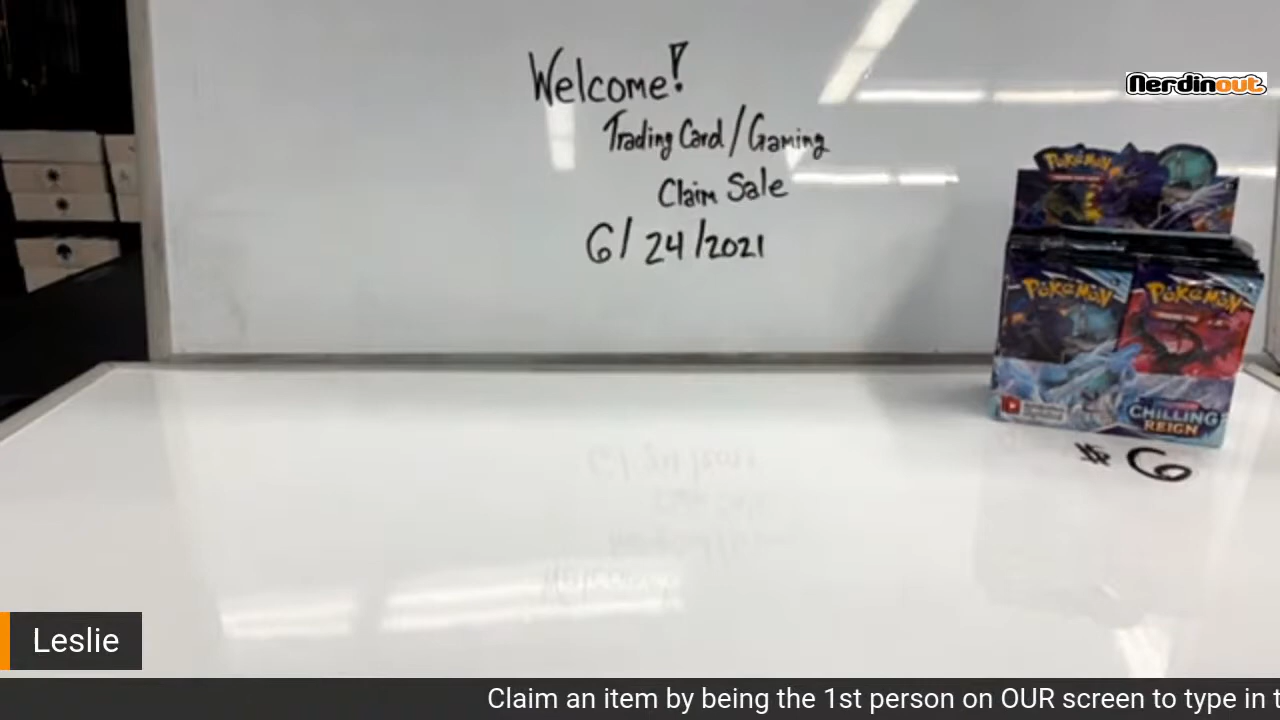 Welcome!
Trading Card / Gaming
Claim Sale
6/24/2021
Nerdinout
POKéMON
POKéMON
POKéMON
CHILLING
REIGN
$6
Leslie
Claim an item by being the 1st person on OUR screen to type in t